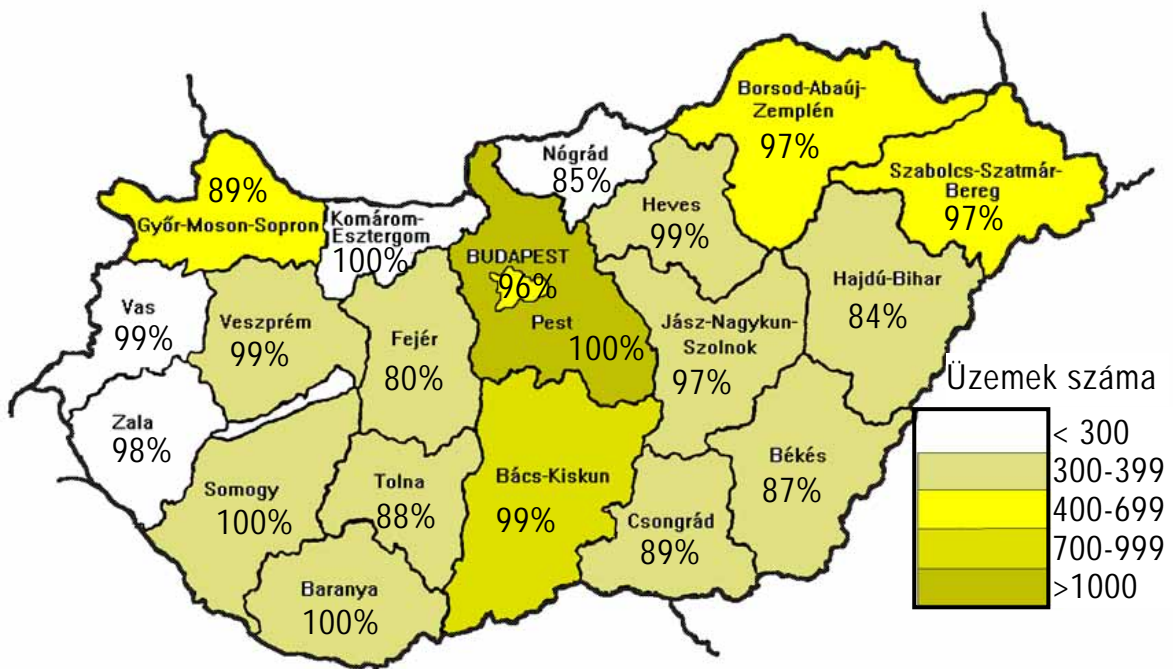 Borsod-Abaúj-
Zemplén
97%
Nógrád
85%
Szabolcs-Szatmár-
Bereg
97%
89%
Győr-Moson-Sopron
Komárom-
Esztergom
100%
Heves
99%
BUDAPEST
96%
Pest
100%
Hajdú-Bihar
84%
Vas
99%
Veszprém
99%
Fejér
80%
Jász-Nagykun-
Szolnok
97%
Zala
98%
Somogy
100%
Tolna
88%
Bács-Kiskun
99%
Csongrád
89%
Békés
87%
Baranya
100%
Üzemek száma
< 300
300-399
400-699
700-999
>1000